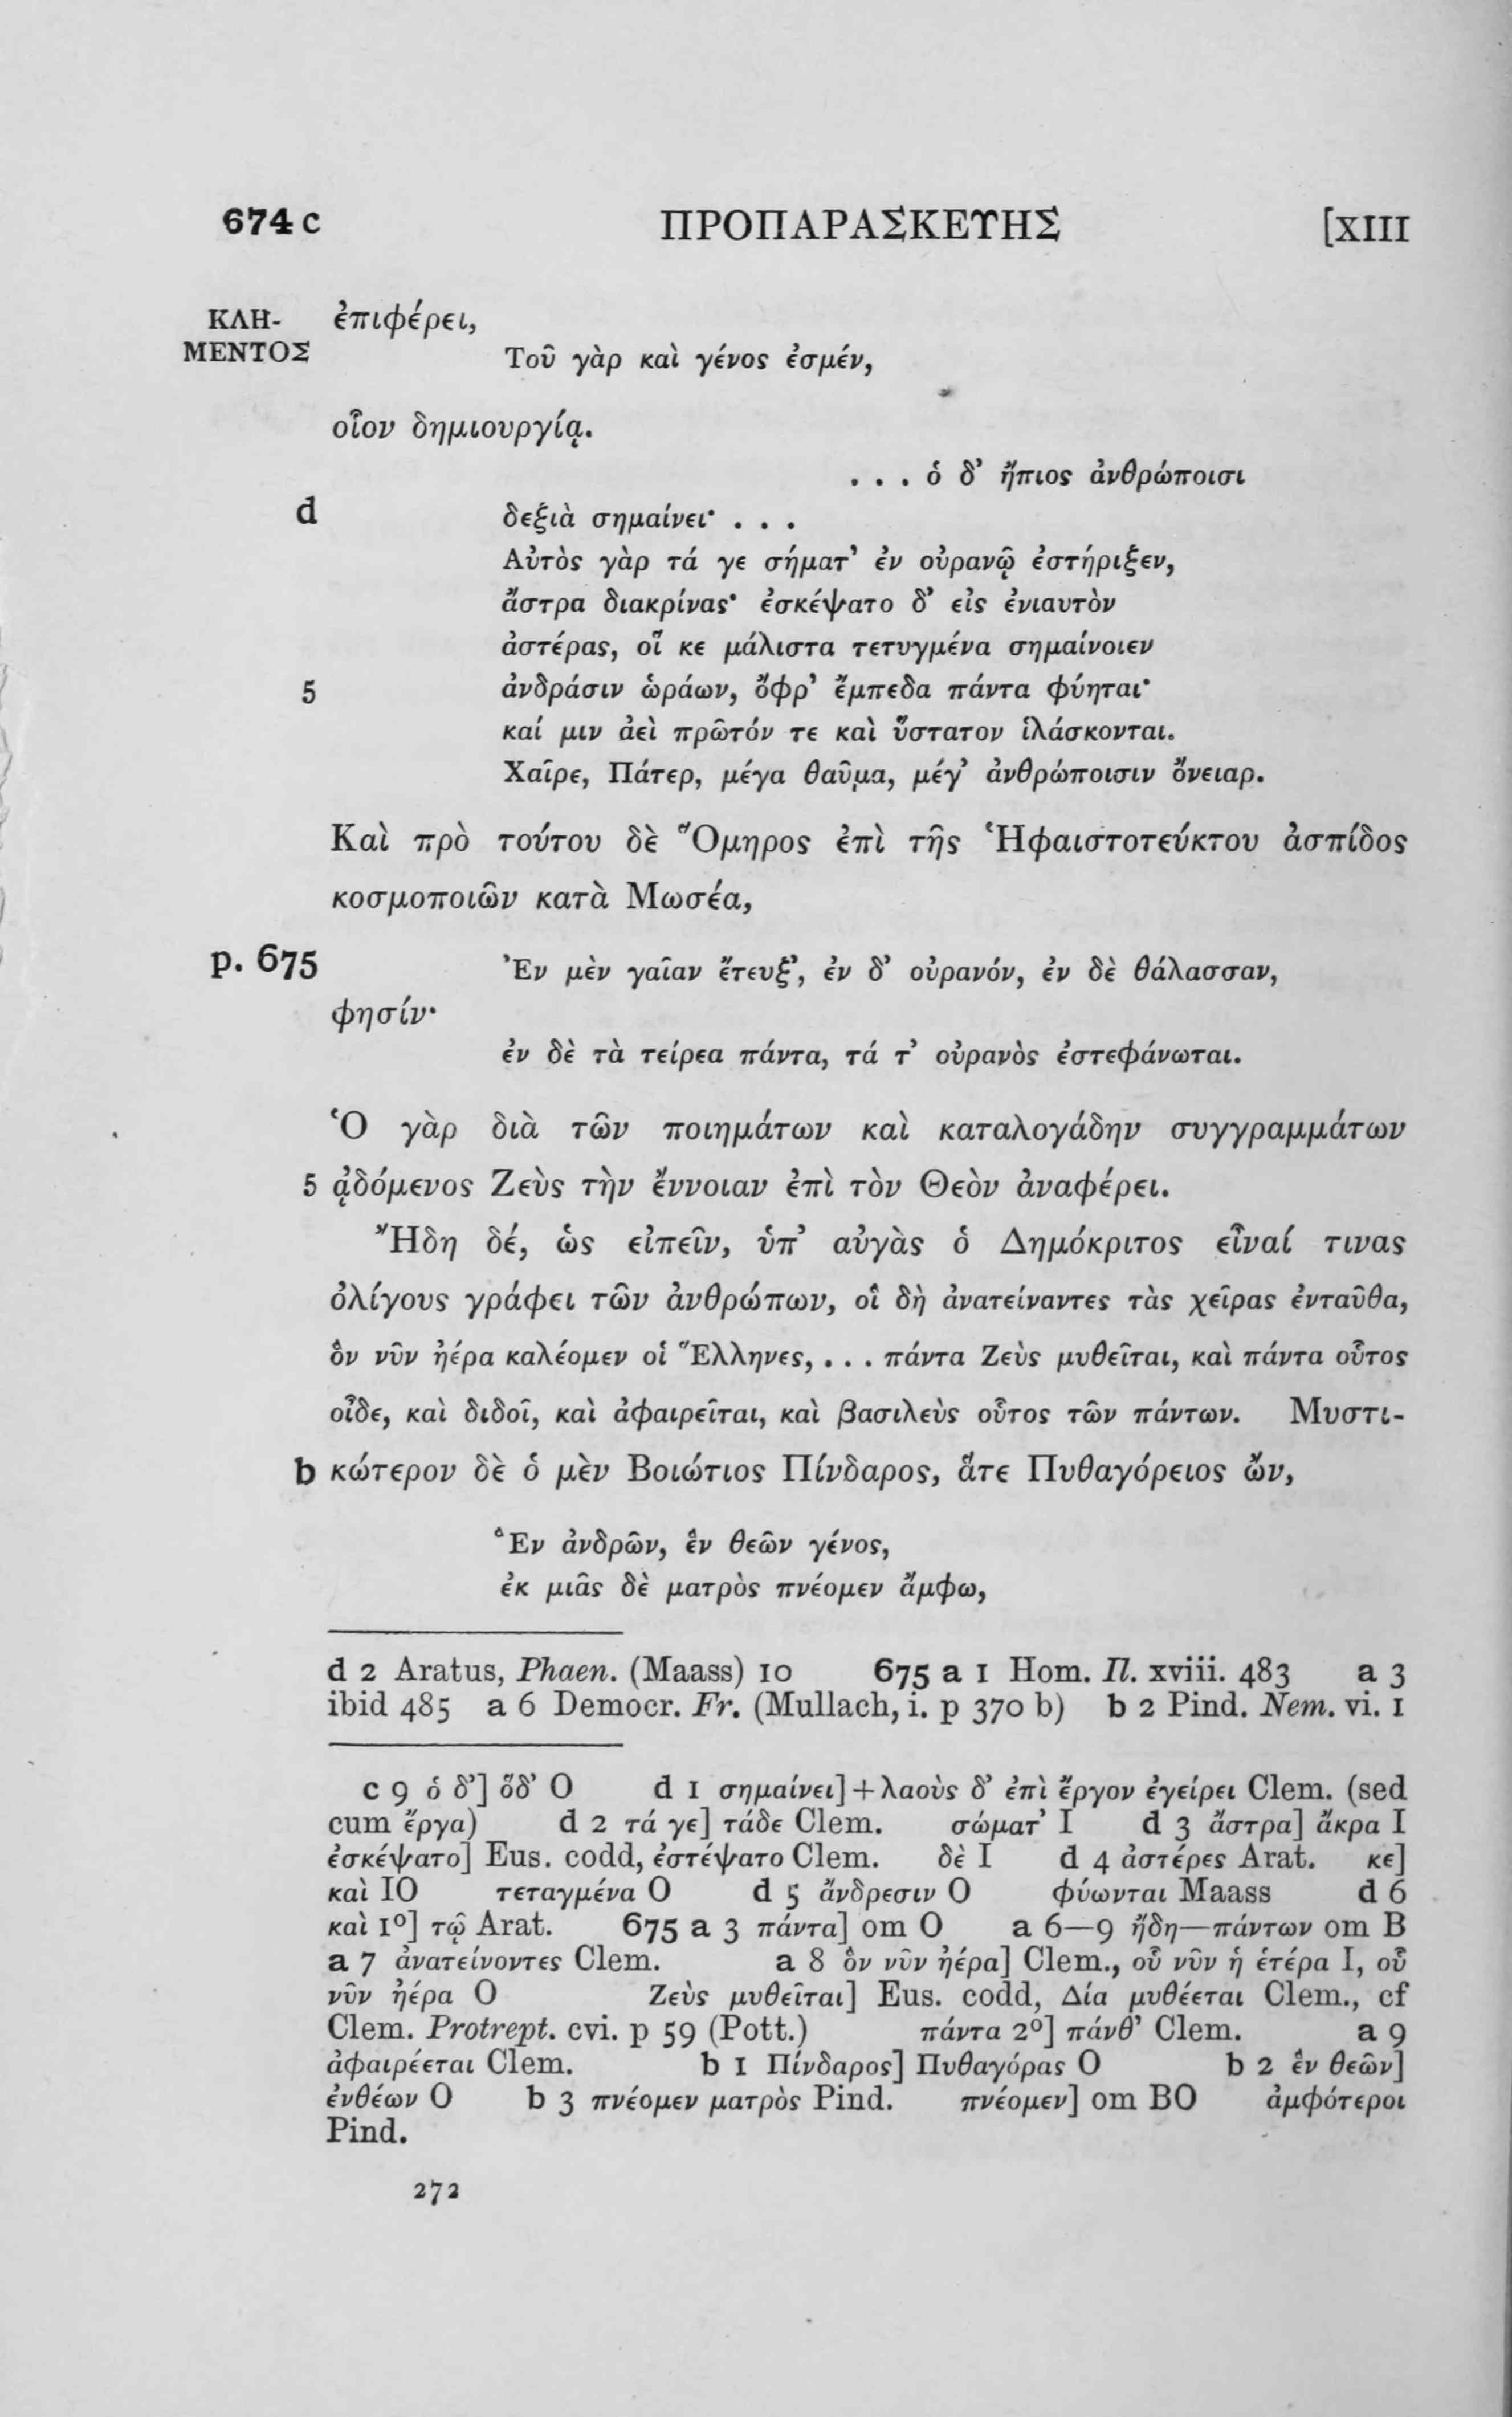 674 c ΠΡΟΠΑΡΑΣΚΕΥΗΣ [XIII
ΚΛΗ- ἐπιφέρει,
ΜΕΝΤΟΣ Τοῦ γὰρ καὶ γένος ἐσμέν,
οἷον δημιουργίᾳ.
. . . ὁ δ’ ἤπιος ἀνθρώποισι
d δεξιὰ σημαίνει· . . .
Αὐτὸς γὰρ τά γε σήματ’ ἐν οὐρανῷ ἐστήριξεν,
ἄστρα διακρίνας· ἐσκέψατο δ’ εἰς ἐνιαυτὸν
ἀστέρας, οἵ κε μάλιστα τετυγμένα σημαίνοιεν
5 ἀνδράσιν ὡράων, ὄφρ’ ἔμπεδα πάντα φύηται·
καί μιν ἀεὶ πρῶτόν τε καὶ ὕστατον ἱλάσκονται.
Χαῖρε, Πάτερ, μέγα θαῦμα, μέγ’ ἀνθρώποισιν ὄνειαρ.
Καὶ πρὸ τούτου δὲ Ὅμηρος ἐπὶ τῆς Ἡφαιστοτεύκτου ἀσπίδος
κοσμοποιῶν κατὰ Μωσέα,
p. 675 Ἐν μὲν γαῖαν ἔτευξ’, ἐν δ’ οὐρανόν, ἐν δὲ θάλασσαν,
φησίν·
ἐν δὲ τὰ τείρεα πάντα, τά τ’ οὐρανὸς ἐστεφάνωται.
Ὁ γὰρ διὰ τῶν ποιημάτων καὶ καταλογάδην συγγραμμάτων
5 ᾀδόμενος Ζεὺς τὴν ἔννοιαν ἐπὶ τὸν Θεὸν ἀναφέρει.
Ἤδη δέ, ὡς εἰπεῖν, ὑπ’ αὐγὰς ὁ Δημόκριτος εἶναί τινας
ὀλίγους γράφει τῶν ἀνθρώπων, οἳ δὴ ἀνατείναντες τὰς χεῖρας ἐνταῦθα,
ὃν νῦν ἠέρα καλέομεν οἱ Ἕλληνες, . . . πάντα Ζεὺς μυθεῖται, καὶ πάντα οὗτος
οἶδε, καὶ διδοῖ, καὶ ἀφαιρεῖται, καὶ βασιλεὺς οὗτος τῶν πάντων. Μυστι-
b κώτερον δὲ ὁ μὲν Βοιώτιος Πίνδαρος, ἅτε Πυθαγόρειος ὤν,
Ἓν ἀνδρῶν, ἓν θεῶν γένος,
ἐκ μιᾶς δὲ ματρὸς πνέομεν ἄμφω,
d 2 Aratus, Phaen. (Maass) 10 675 a 1 Hom. Il. xviii. 483 a 3
ibid 485 a 6 Democr. Fr. (Mullach, i. p 370 b) b 2 Pind. Nem. vi. 1
c 9 ὁ δ’] ὅδ’ O d 1 σημαίνει] + λαοὺς δ’ ἐπὶ ἔργον ἐγείρει Clem. (sed
cum ἔργα) d 2 τά γε] τάδε Clem. σώματ’ I d 3 ἄστρα] ἄκρα I
ἐσκέψατο] Eus. codd, ἐστέψατο Clem. δὲ I d 4 ἀστέρες Arat. κε]
καὶ IO τεταγμένα O d 5 ἄνδρεσιν O φύωνται Maass d 6
καὶ 1º] τῷ Arat. 675 a 3 πάντα] om O a 6—9 ἤδη—πάντων om B
a 7 ἀνατείνοντες Clem. a 8 ὃν νῦν ἠέρα] Clem., οὗ νῦν ἡ ἑτέρα I, οὗ
νῦν ἠέρα O Ζεὺς μυθεῖται] Eus. codd, Δία μυθέεται Clem., cf
Clem. Protrept. cvi. p 59 (Pott.) πάντα 2º] πάνθ’ Clem. a 9
ἀφαιρέεται Clem. b 1 Πίνδαρος] Πυθαγόρας O b 2 ἓν θεῶν]
ἐνθέων O b 3 πνέομεν ματρὸς Pind. πνέομεν] om BO ἀμφότεροι
Pind.
272